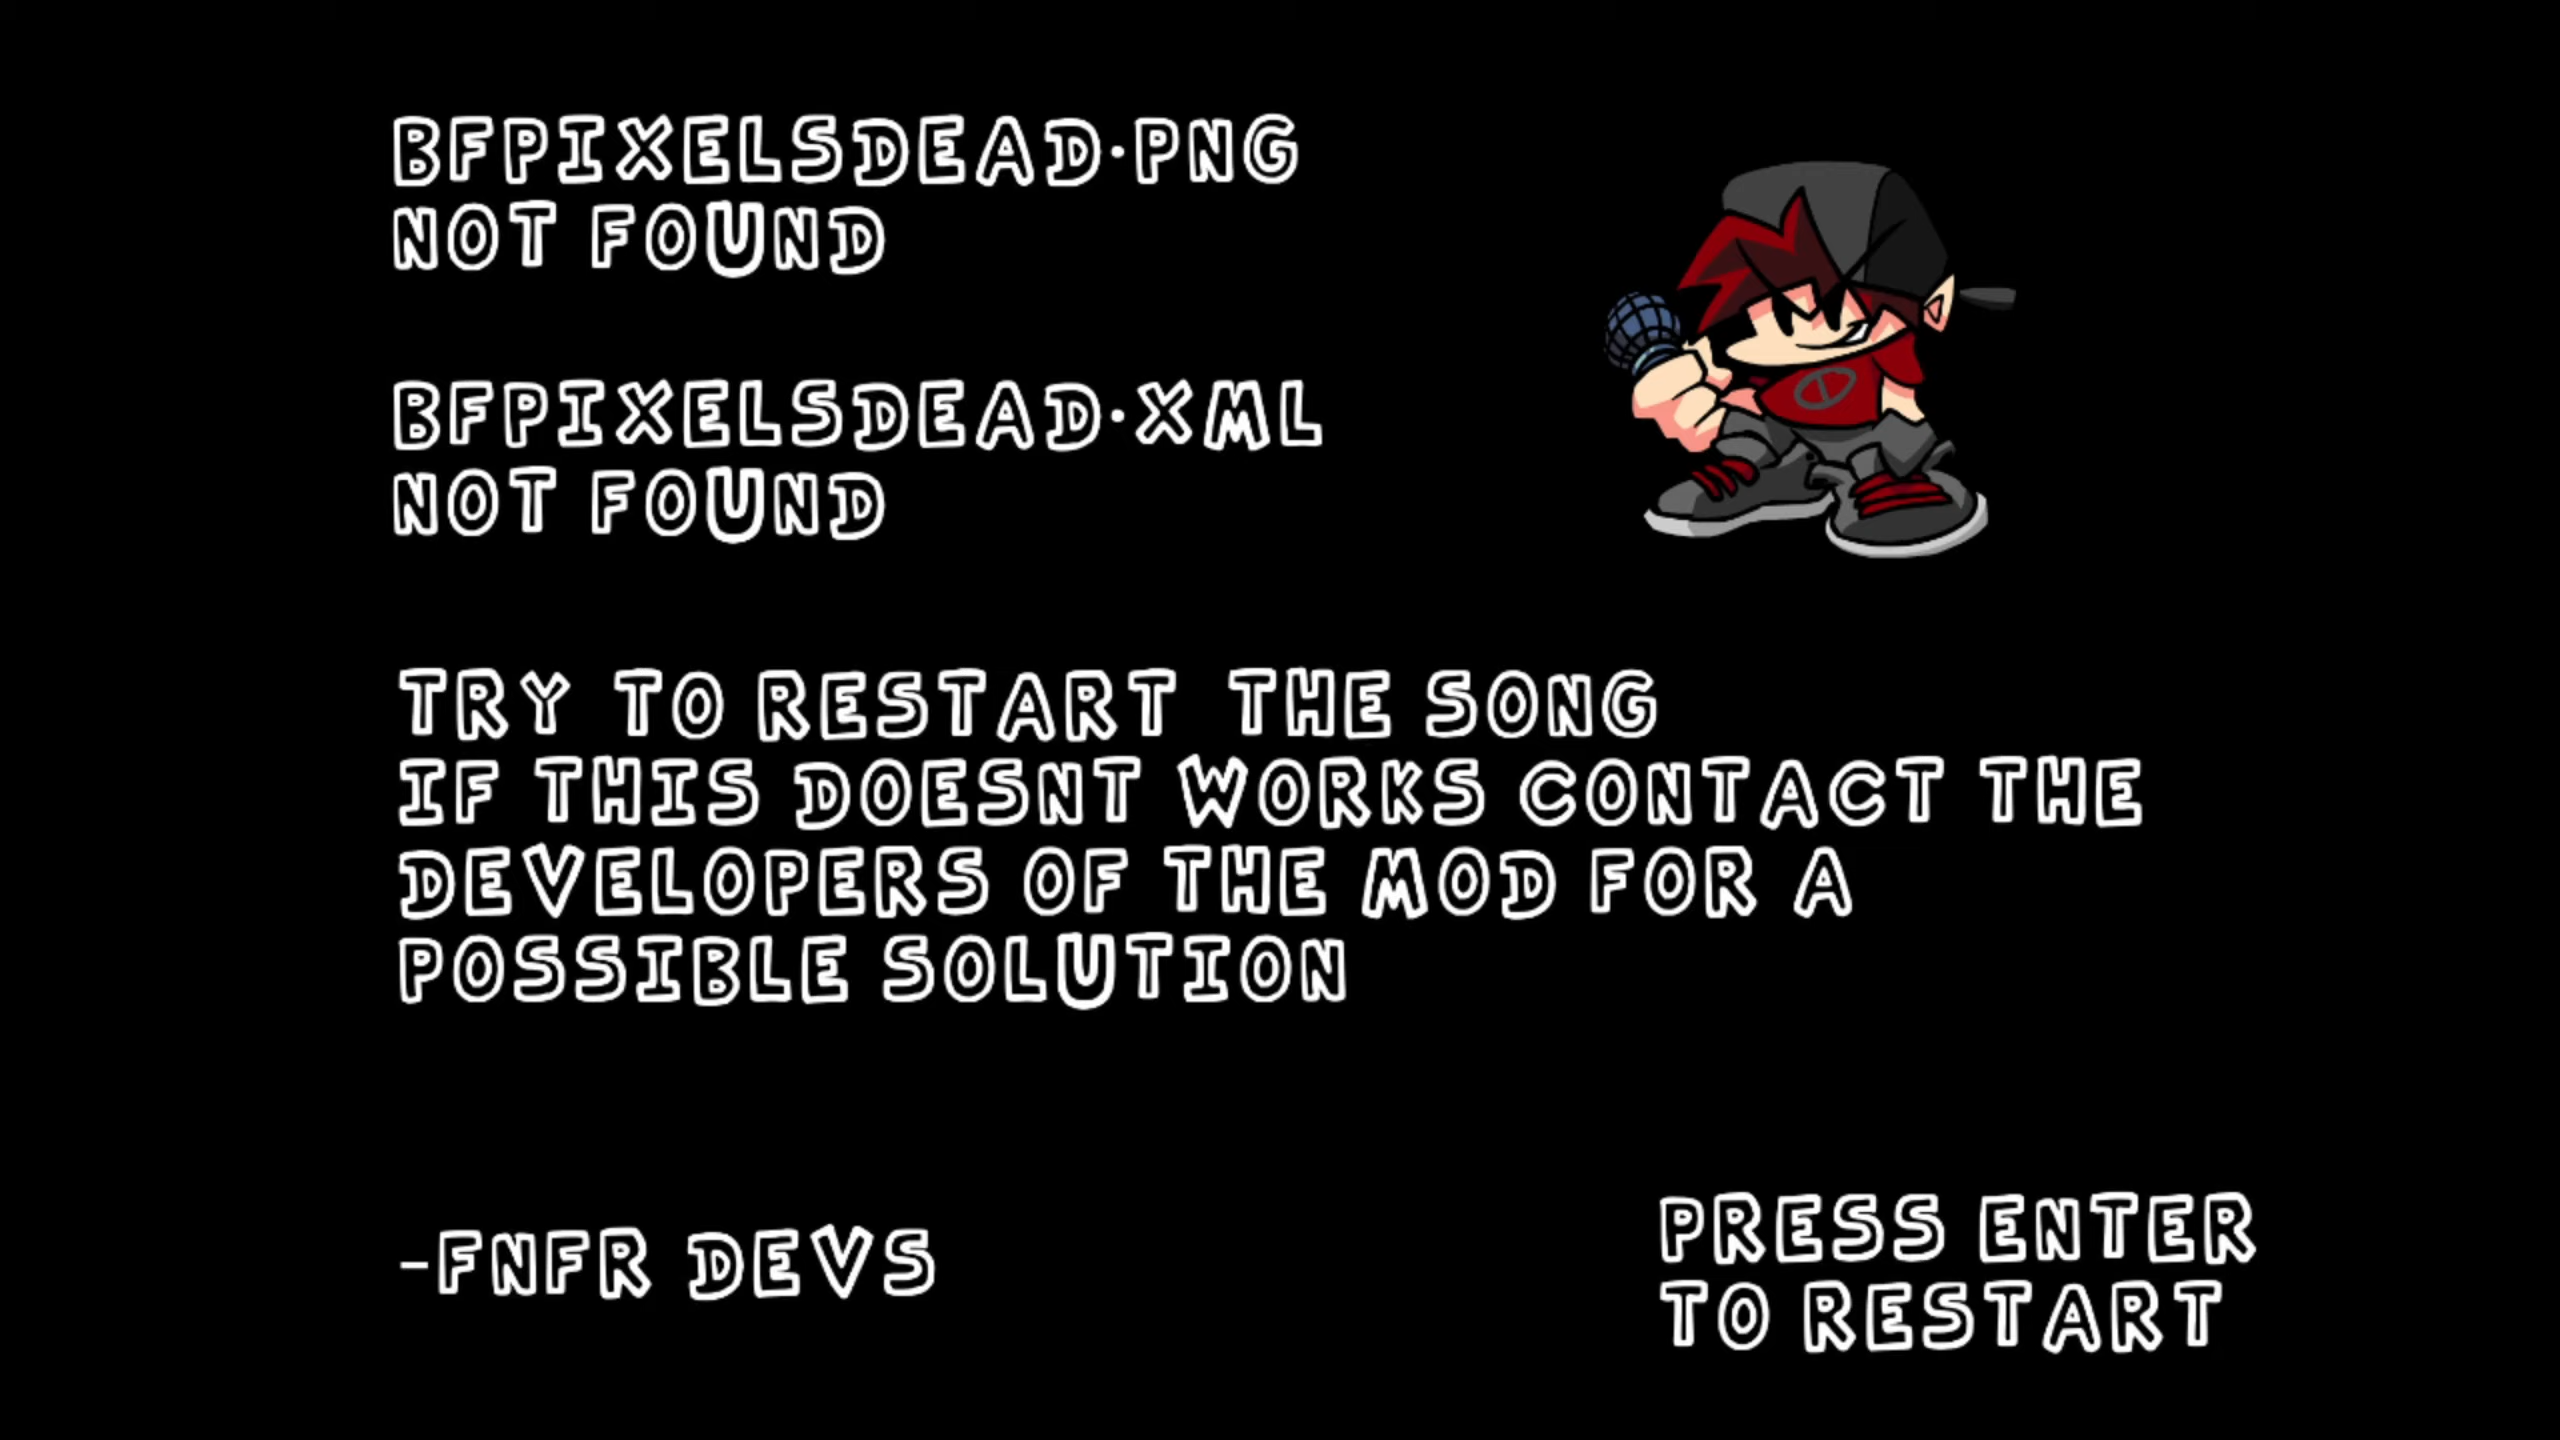 BFPIXELSDEAD.PNG
NOT FOUND
BFPIXELSDEAD.XML
NOT FOUND
TRY TO RESTART THE SONG
IF THIS DOESNT WORKS CONTACT THE
DEVELOPERS OF THE MOD FOR A
POSSIBLE SOLUTION
-FNFR DEVS
PRESS ENTER
TO RESTART